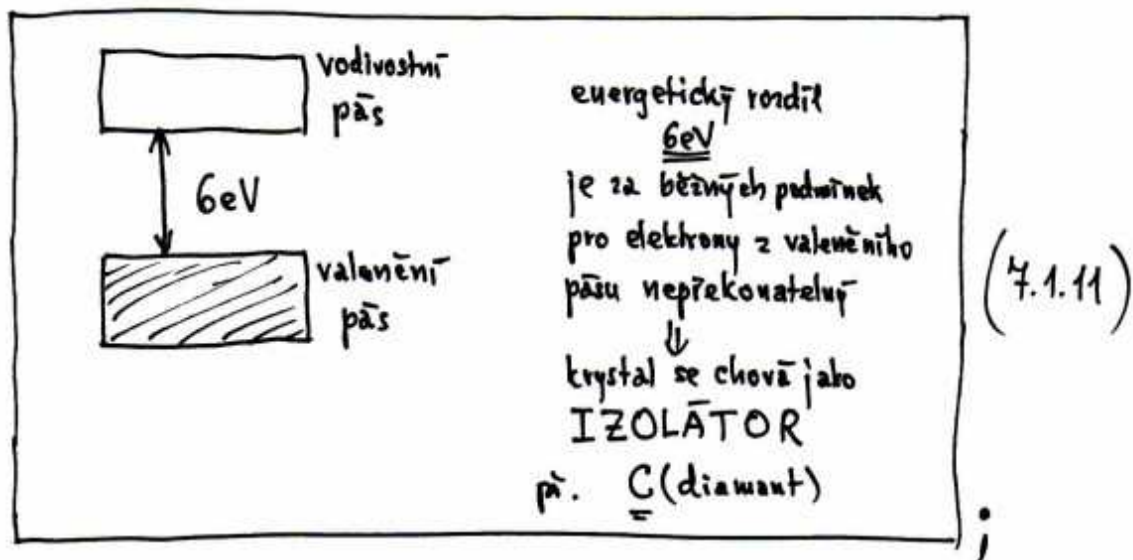 vodivostní
pás
6eV
valenční
pás
energetický rozdíl
6eV
je za běžných podmínek
pro elektrony z valenčního
pásu nepřekonatelný
⇓
krystal se chová jako
IZOLÁTOR
př. C (diamant)
(7.1.11)
;